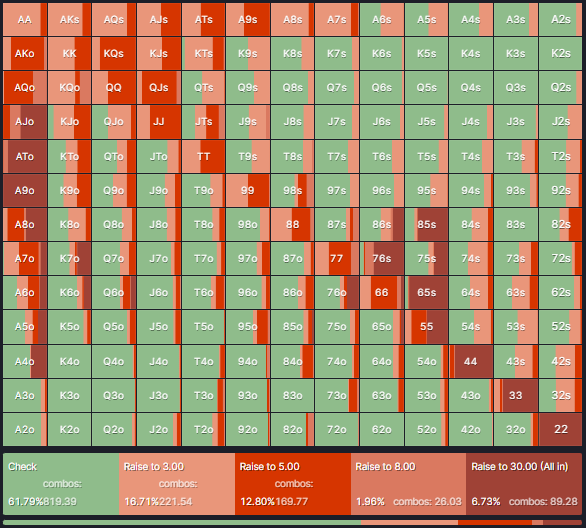 AA AKs AQs AJs ATs A9s A8s A7s A6s A5s A4s A3s A2s
AKo KK KQs KJs KTs K9s K8s K7s K6s K5s K4s K3s K2s
AQo KQo QQ QJs QTs Q9s Q8s Q7s Q6s Q5s Q4s Q3s Q2s
AJo KJo QJo JJ JTs J9s J8s J7s J6s J5s J4s J3s J2s
ATo KTo QTo JTo TT T9s T8s T7s T6s T5s T4s T3s T2s
A9o K9o Q9o J9o T9o 99 98s 97s 96s 95s 94s 93s 92s
A8o K8o Q8o J8o T8o 98o 88 87s 86s 85s 84s 83s 82s
A7o K7o Q7o J7o T7o 97o 87o 77 76s 75s 74s 73s 72s
A6o K6o Q6o J6o T6o 96o 86o 76o 66 65s 64s 63s 62s
A5o K5o Q5o J5o T5o 95o 85o 75o 65o 55 54s 53s 52s
A4o K4o Q4o J4o T4o 94o 84o 74o 64o 54o 44 43s 42s
A3o K3o Q3o J3o T3o 93o 83o 73o 63o 53o 43o 33 32s
A2o K2o Q2o J2o T2o 92o 82o 72o 62o 52o 42o 32o 22
Check Raise to 3.00 Raise to 5.00 Raise to 8.00 Raise to 30.00 (All in)
combos: combos: combos:
61.79%819.39 16.71%221.54 12.80%169.77 1.96% combos: 26.03 6.73% combos: 89.28